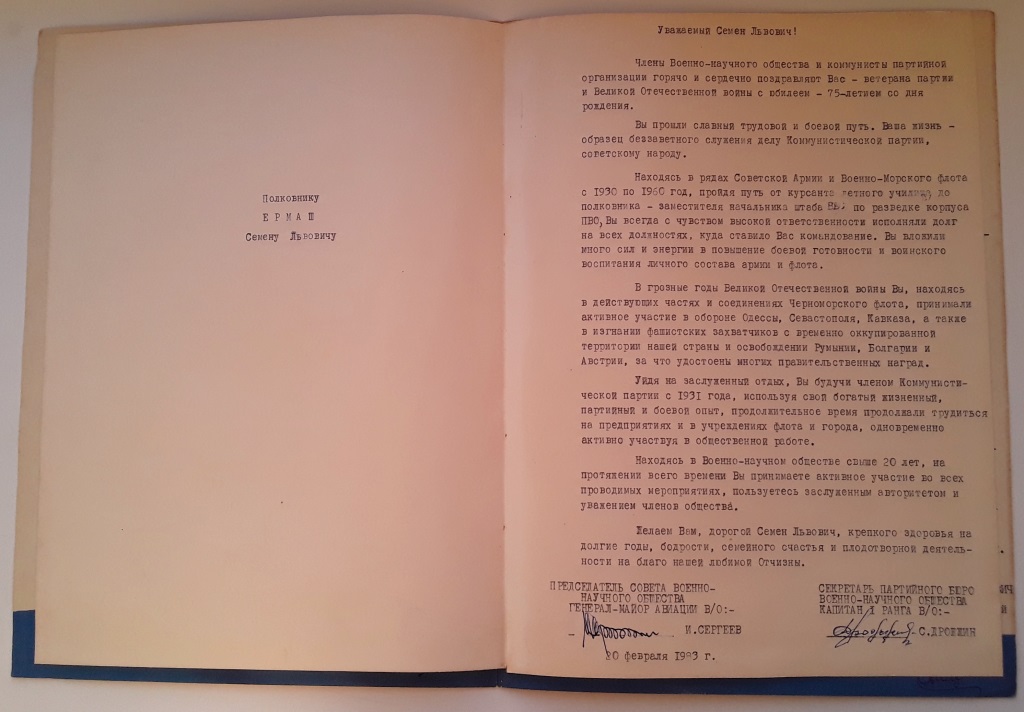 Полковнику
ЕРМАШ
Семену Львовичу
Уважаемый Семен Львович!
Члены Военно-научного общества и коммунисты партийной
организации горячо и сердечно поздравляют Вас - ветерана партии
и Великой Отечественной войны с юбилеем - 75-летием со дня
рождения.
Вы прошли славный трудовой и боевой путь. Ваша жизнь -
образец беззаветного служения делу Коммунистической партии,
советскому народу.
Находясь в рядах Советской Армии и Военно-Морского флота
с 1930 по 1960 год, пройдя путь от курсанта летного училища до
полковника - заместителя начальника штаба по разведке корпуса
ПВО, Вы всегда с чувством высокой ответственности исполняли долг
на всех должностях, куда ставило Вас командование. Вы вложили
много сил и энергии в повышение боевой готовности и воинского
воспитания личного состава армии и флота.
В грозные годы Великой Отечественной войны Вы, находясь
в действующих частях и соединениях Черноморского флота, принимали
активное участие в обороне Одессы, Севастополя, Кавказа, а также
в изгнании фашистских захватчиков с временно оккупированной
территории нашей страны и освобождении Румынии, Болгарии и
Австрии, за что удостоены многих правительственных наград.
Уйдя на заслуженный отдых, Вы будучи членом Коммунисти-
ческой партии с 1931 года, используя свой богатый жизненный,
партийный и боевой опыт, продолжительное время продолжали трудиться
на предприятиях и в учреждениях флота и города, одновременно
активно участвуя в общественной работе.
Находясь в Военно-научном обществе свыше 20 лет, на
протяжении всего времени Вы принимаете активное участие во всех
проводимых мероприятиях, пользуетесь заслуженным авторитетом и
уважением членов общества.
Желаем Вам, дорогой Семен Львович, крепкого здоровья на
долгие годы, бодрости, семейного счастья и плодотворной деятель-
ности на благо нашей любимой Отчизны.
ПРЕДСЕДАТЕЛЬ СОВЕТА ВОЕННО-
НАУЧНОГО ОБЩЕСТВА
ГЕНЕРАЛ-МАЙОР АВИАЦИИ В/О:-
И.СЕРГЕЕВ
20 февраля 1983 г.
СЕКРЕТАРЬ ПАРТИЙНОГО БЮРО
ВОЕННО-НАУЧНОГО ОБЩЕСТВА
КАПИТАН 1 РАНГА В/О:-
С.ДРОБЖИН